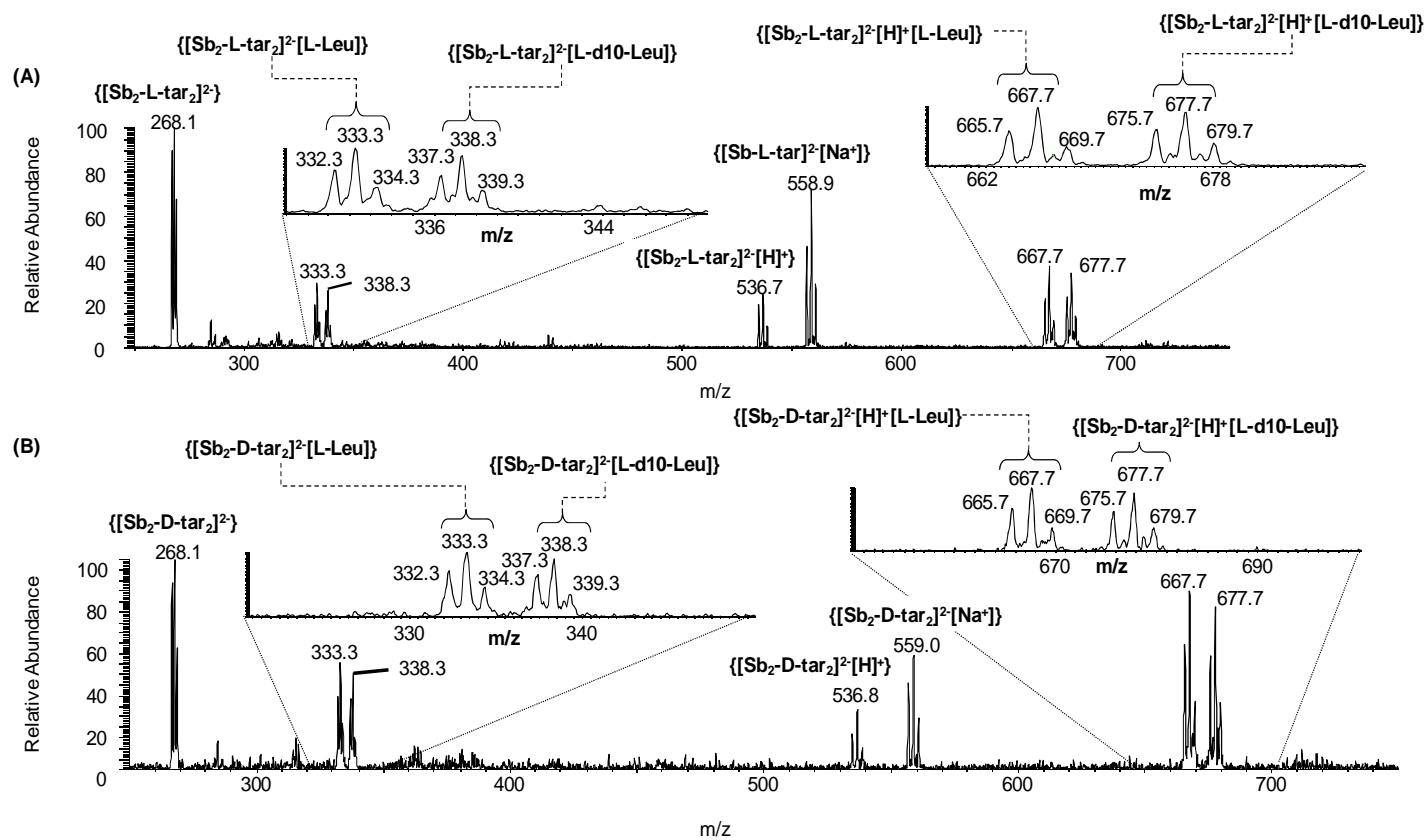 (A)
{[Sb₂-L-tar₂]²⁻[L-Leu]}
{[Sb₂-L-tar₂]²⁻[L-d10-Leu]}
{[Sb₂-L-tar₂]²⁻[H]⁺[L-Leu]}
{[Sb₂-L-tar₂]²⁻[H]⁺[L-d10-Leu]}
{[Sb₂-L-tar₂]²⁻}
268.1
332.3 333.3 334.3 337.3 338.3 339.3
336 m/z 344
{[Sb-L-tar]²⁻[Na⁺]}
558.9
{[Sb₂-L-tar₂]²⁻[H]⁺}
536.7
665.7 667.7 669.7 675.7 677.7 679.7
662 m/z 678
333.3 338.3
667.7 677.7
Relative Abundance
100
80
60
40
20
0
300 400 500 600 700
m/z
(B)
{[Sb₂-D-tar₂]²⁻[L-Leu]}
{[Sb₂-D-tar₂]²⁻[L-d10-Leu]}
{[Sb₂-D-tar₂]²⁻[H]⁺[L-Leu]}
{[Sb₂-D-tar₂]²⁻[H]⁺[L-d10-Leu]}
{[Sb₂-D-tar₂]²⁻}
268.1
332.3 333.3 334.3 337.3 338.3 339.3
330 m/z 340
{[Sb₂-D-tar₂]²⁻[Na⁺]}
559.0
{[Sb₂-D-tar₂]²⁻[H]⁺}
536.8
665.7 667.7 669.7 675.7 677.7 679.7
670 m/z 690
333.3 338.3
667.7 677.7
Relative Abundance
100
80
60
40
20
0
300 400 500 600 700
m/z